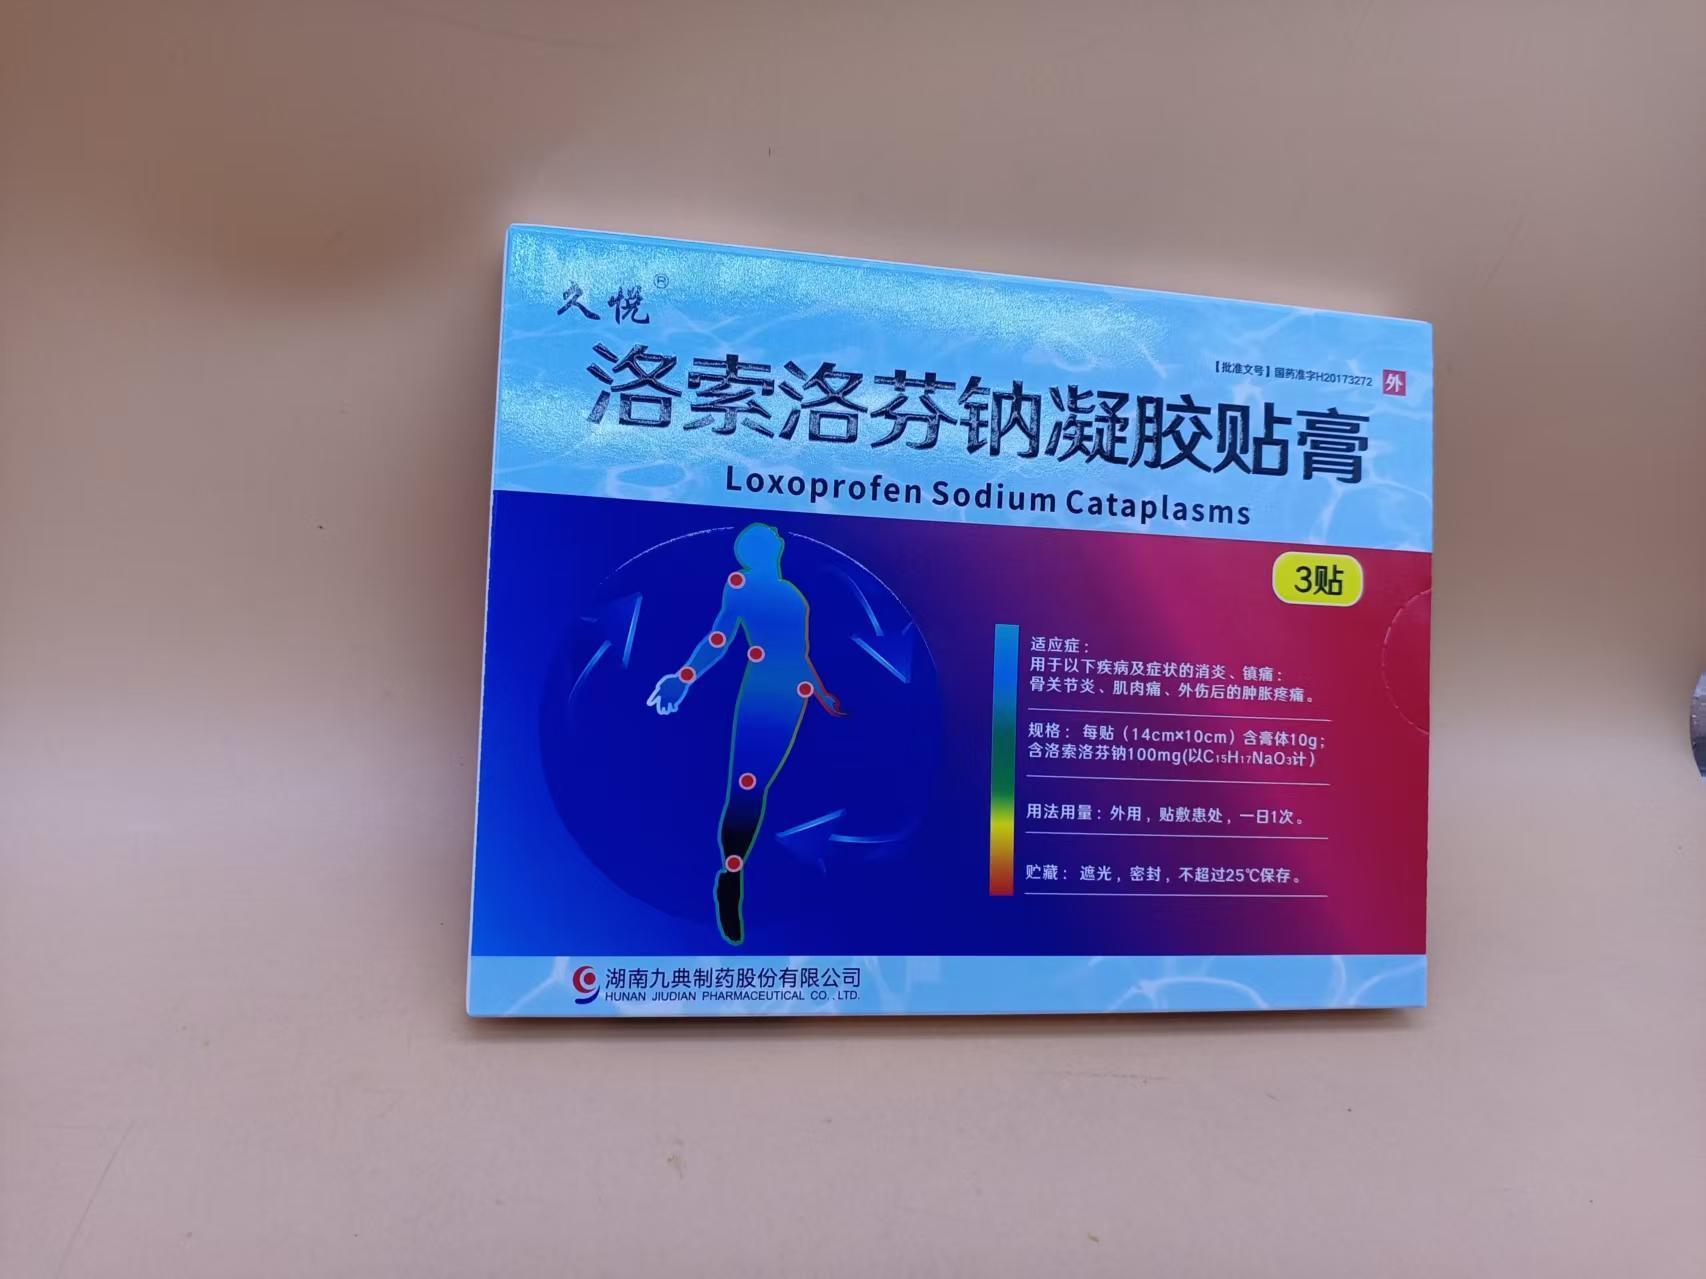 久悦®
【批准文号】国药准字H20173272 外
洛索洛芬钠凝胶贴膏
Loxoprofen Sodium Cataplasms
3贴
适应症：
用于以下疾病及症状的消炎、镇痛：
骨关节炎、肌肉痛、外伤后的肿胀疼痛。
规格：每贴（14cm×10cm）含膏体10g；
含洛索洛芬钠100mg(以C₁₅H₁₇NaO₃计）
用法用量：外用，贴敷患处，一日1次。
贮藏：遮光，密封，不超过25℃保存。
湖南九典制药股份有限公司
HUNAN JIUDIAN PHARMACEUTICAL CO.,LTD.